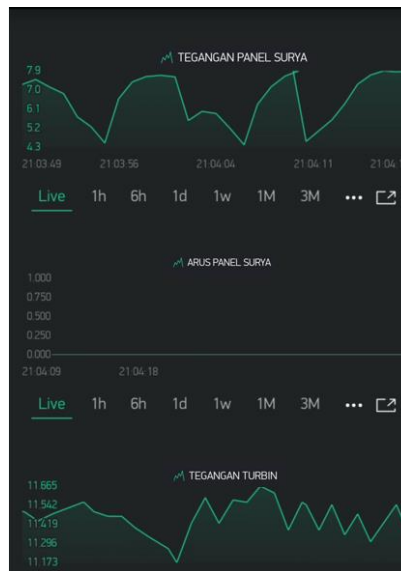 TEGANGAN PANEL SURYA
7.9
7.0
6.1
5.2
4.3
21:03:49 21:03:56 21:04:04 21:04:11
Live 1h 6h 1d 1w 1M 3M ...
ARUS PANEL SURYA
1.000
0.750
0.500
0.250
0.000
21:04:09 21:04:18
Live 1h 6h 1d 1w 1M 3M ...
TEGANGAN TURBIN
11.665
11.542
11.419
11.296
11.173